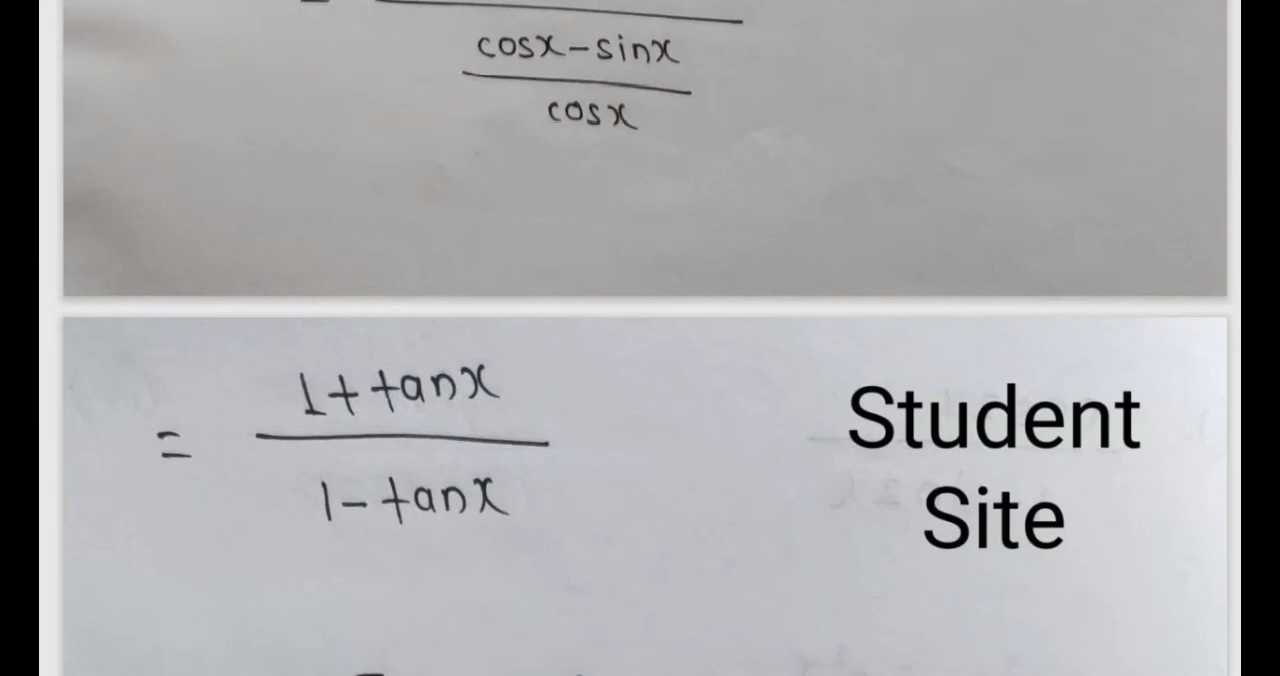 cosx-sinx
cosx
1+tanx
=
1-tanx
Student
Site